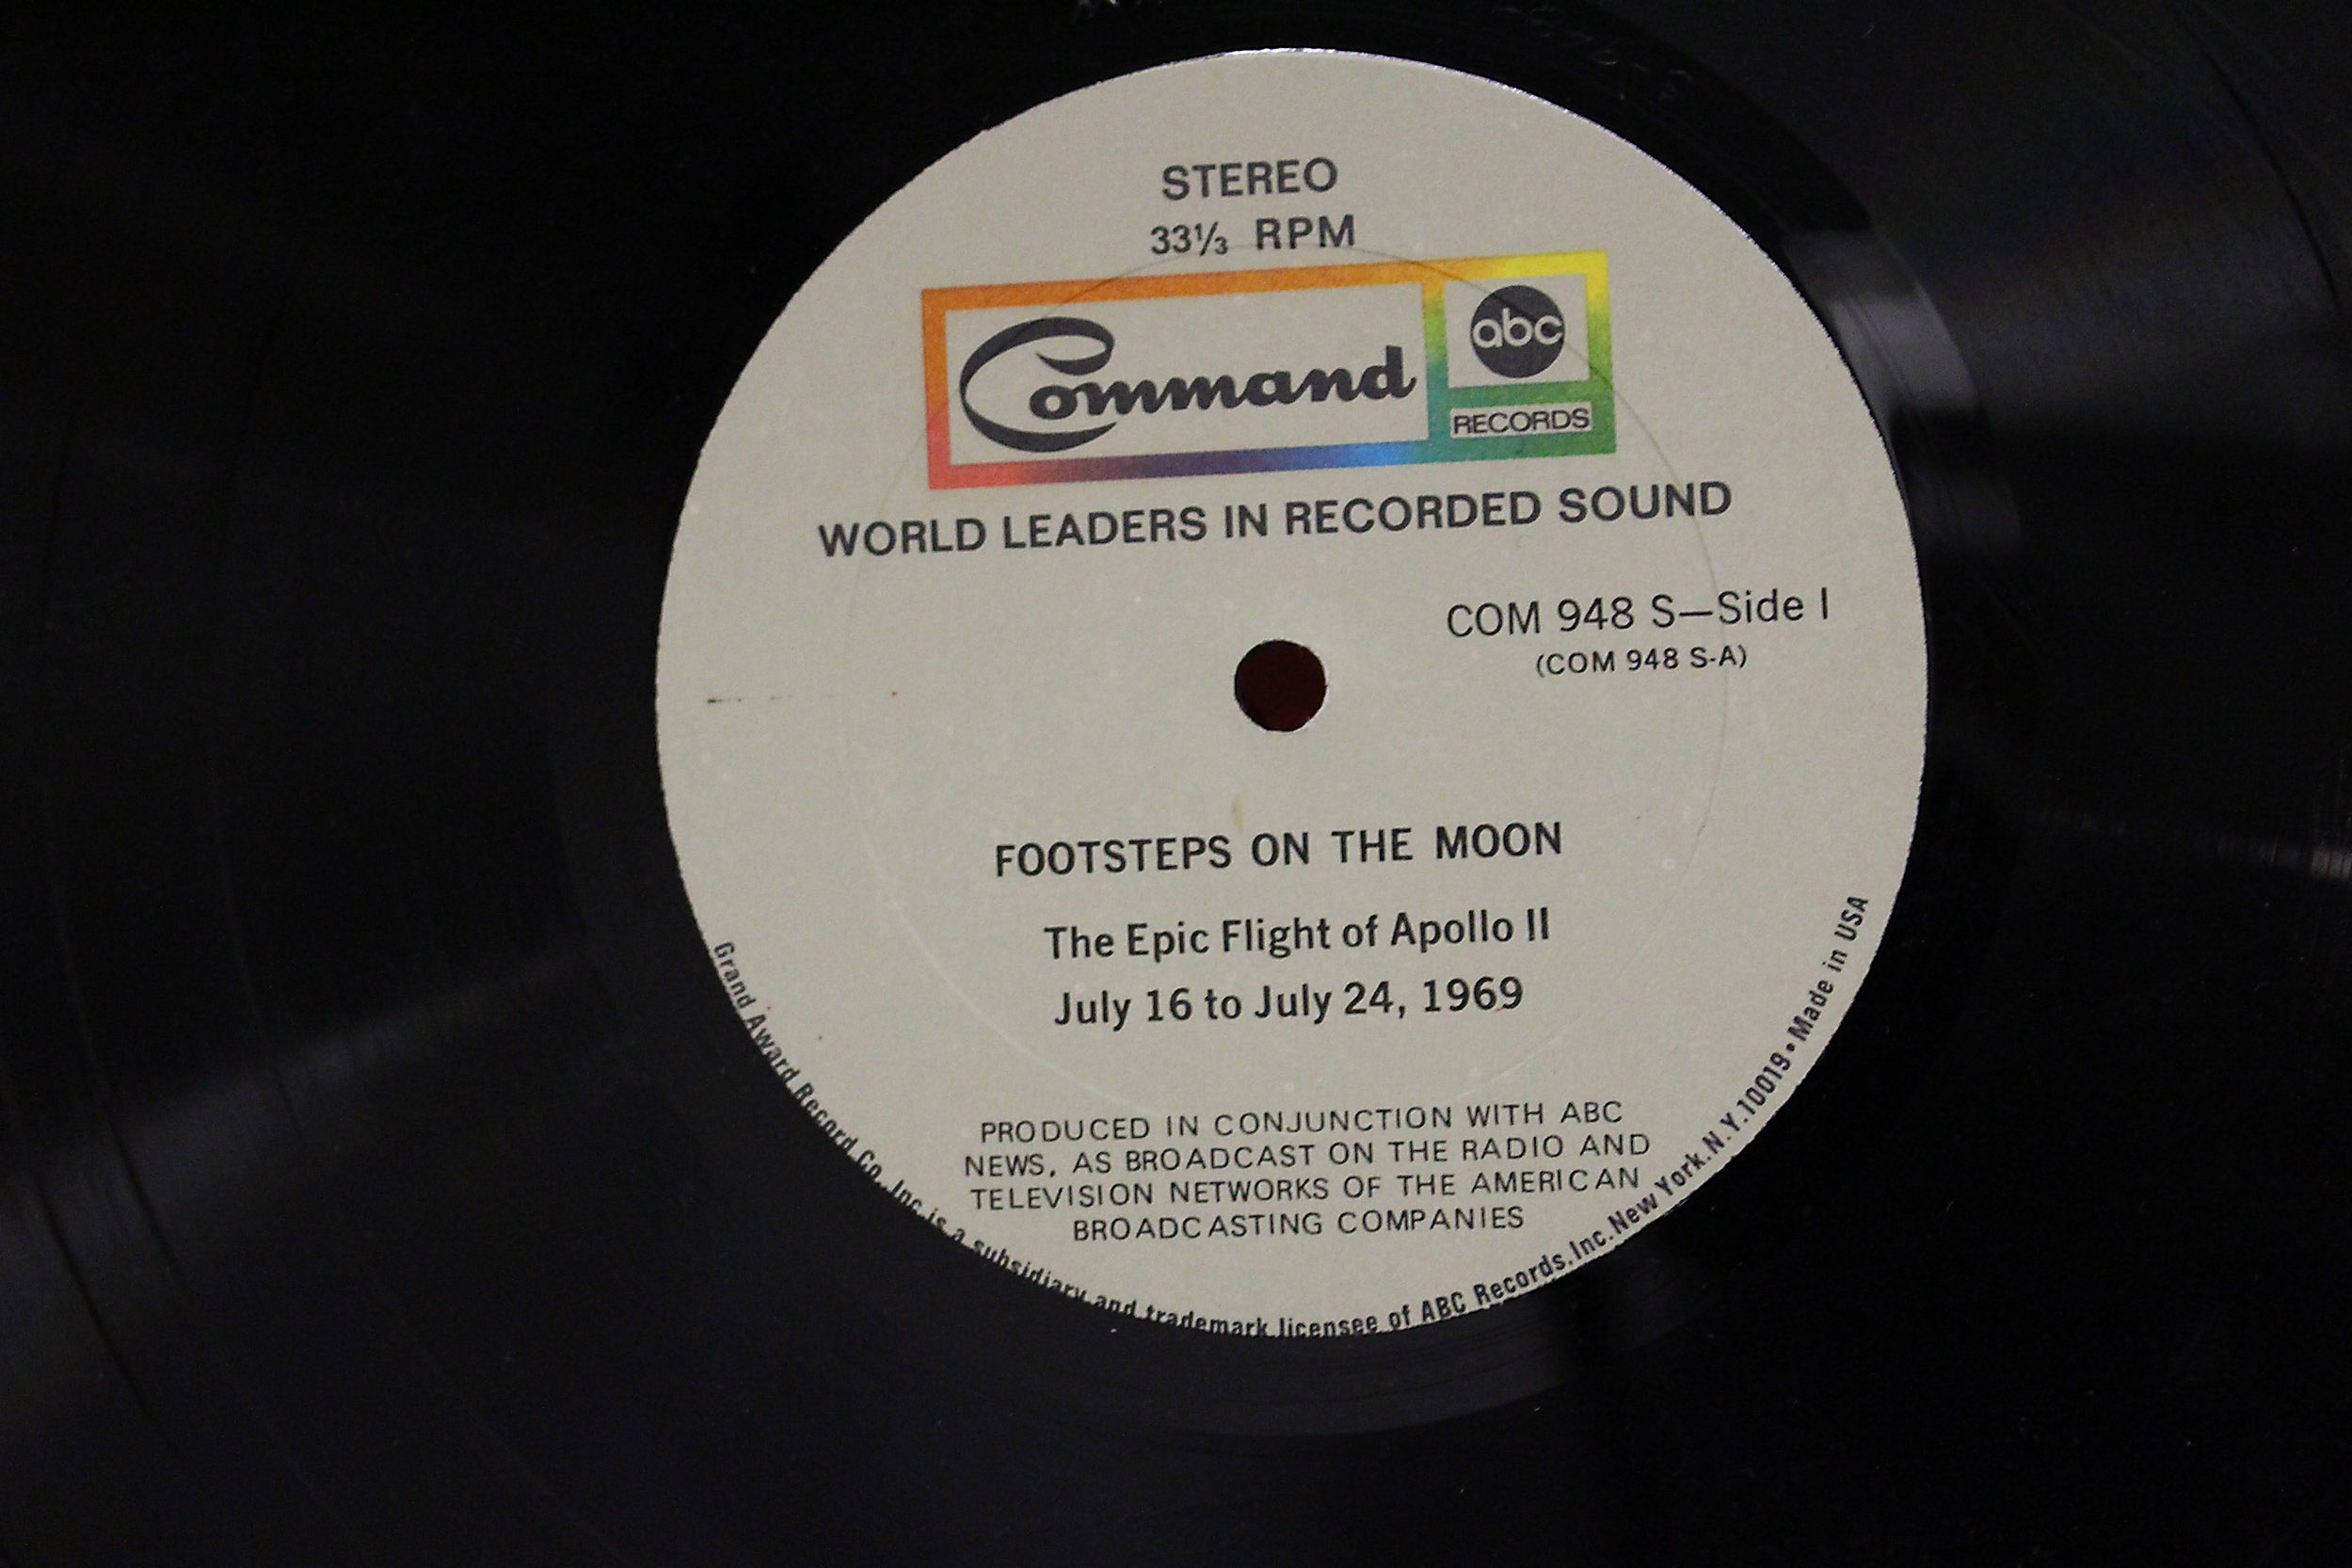 STEREO
33⅓ RPM
Command
abc
RECORDS
WORLD LEADERS IN RECORDED SOUND
COM 948 S—Side I
(COM 948 S-A)
FOOTSTEPS ON THE MOON
The Epic Flight of Apollo II
July 16 to July 24, 1969
PRODUCED IN CONJUNCTION WITH ABC
NEWS, AS BROADCAST ON THE RADIO AND
TELEVISION NETWORKS OF THE AMERICAN
BROADCASTING COMPANIES
Grand Award Record Co., Inc. is a subsidiary and trademark licensee of ABC Records, Inc. New York, N.Y. 10019 • Made in USA